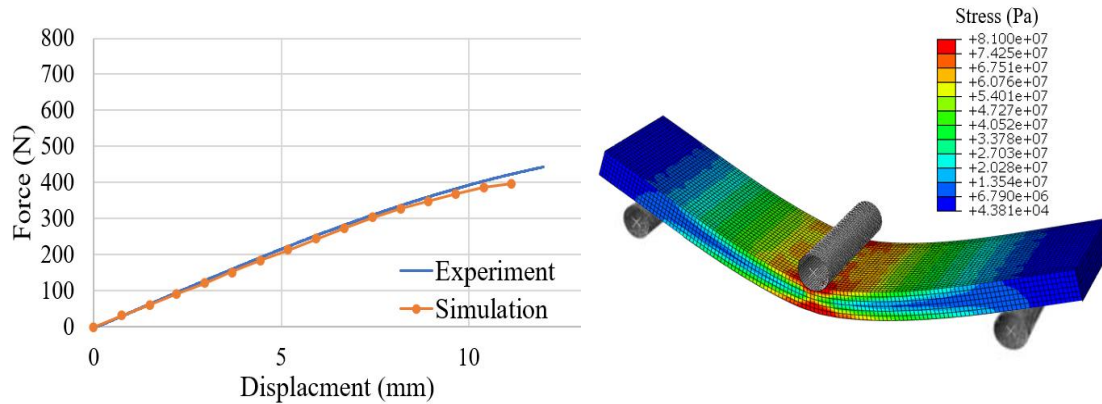 800
700
600
500
400
300
200
100
0
Force (N)
Experiment
Simulation
0
5
10
Displacment (mm)
Stress (Pa)
+8.100e+07
+7.425e+07
+6.751e+07
+6.076e+07
+5.401e+07
+4.727e+07
+4.052e+07
+3.378e+07
+2.703e+07
+2.028e+07
+1.354e+07
+6.790e+06
+4.381e+04